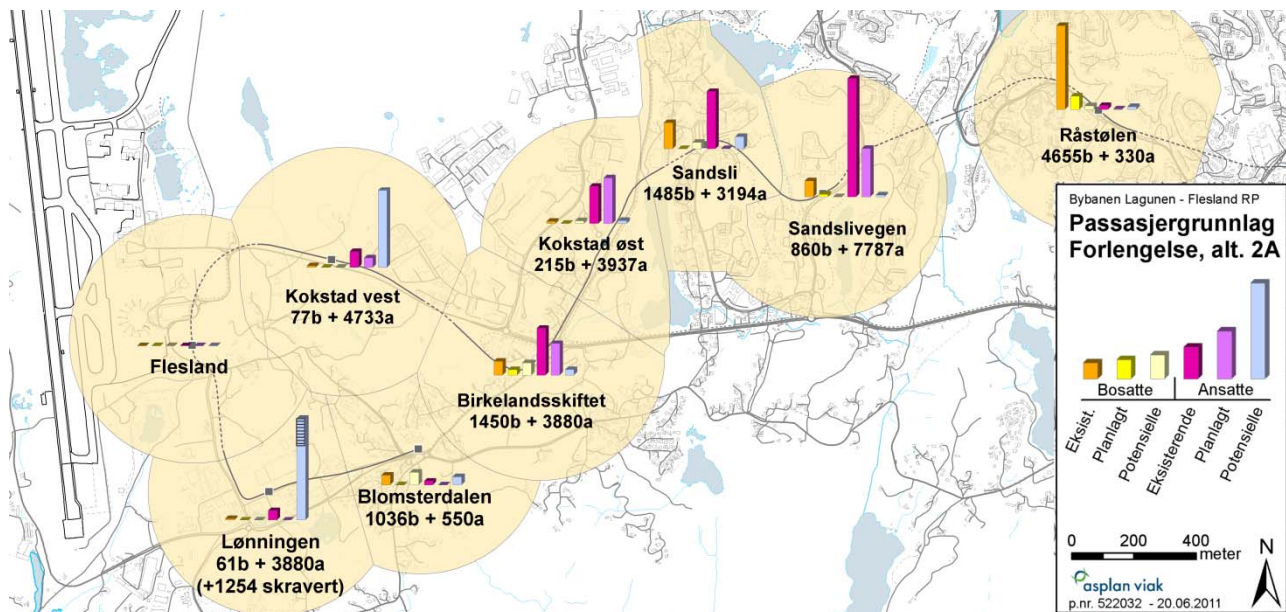 Råstølen
4655b + 330a
Sandsli
1485b + 3194a
Sandslivegen
860b + 7787a
Kokstad øst
215b + 3937a
Kokstad vest
77b + 4733a
Flesland
Birkelandsskiftet
1450b + 3880a
Blomsterdalen
1036b + 550a
Lønningen
61b + 3880a
(+1254 skravert)
Bybanen Lagunen - Flesland RP
Passasjergrunnlag
Forlengelse, alt. 2A
Bosatte
Ansatte
Eksist.
Planlagt
Potensielle
Eksisterende
Planlagt
Potensielle
0 200 400
meter
N
asplan viak
p.nr. 522032 - 20.06.2011